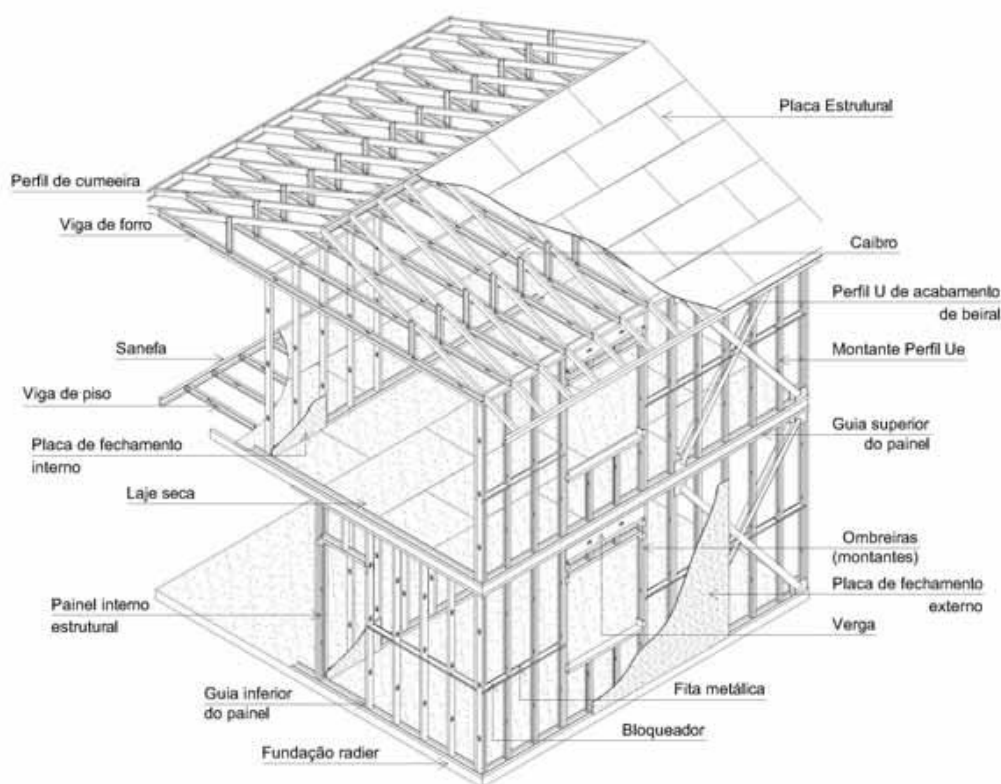 Placa Estrutural
Perfil de cumeeira
Viga de forro
Caibro
Perfil U de acabamento
de beiral
Sanefa
Montante Perfil Ue
Viga de piso
Guia superior
do painel
Placa de fechamento
interno
Laje seca
Ombreiras
(montantes)
Placa de fechamento
externo
Painel interno
estrutural
Verga
Guia inferior
do painel
Fita metálica
Bloqueador
Fundação radier